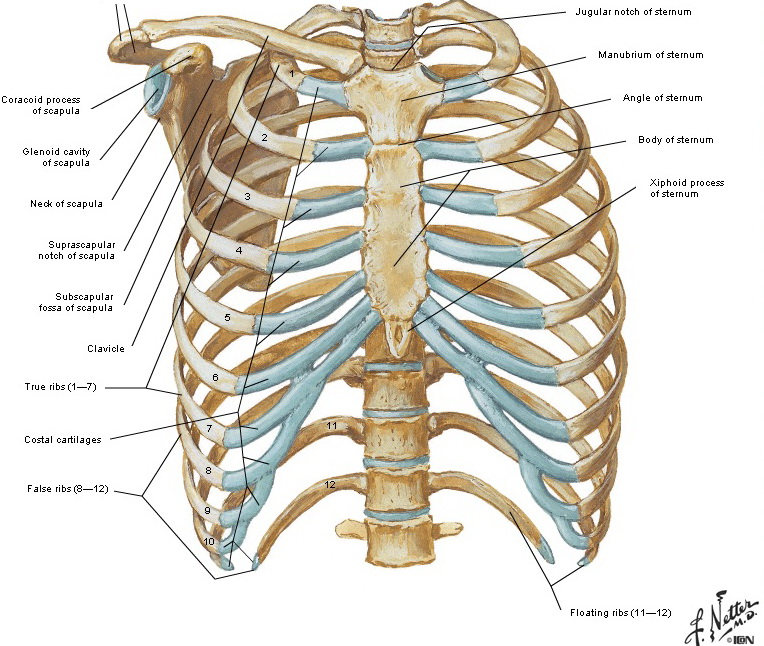 Jugular notch of sternum
Manubrium of sternum
Angle of sternum
Body of sternum
Xiphoid process
of sternum
Coracoid process
of scapula
Glenoid cavity
of scapula
Neck of scapula
Suprascapular
notch of scapula
Subscapular
fossa of scapula
Clavicle
True ribs (1—7)
Costal cartilages
False ribs (8—12)
1
2
3
4
5
6
7
8
9
10
11
12
Floating ribs (11—12)
F. Netter
M.D.
© ICON